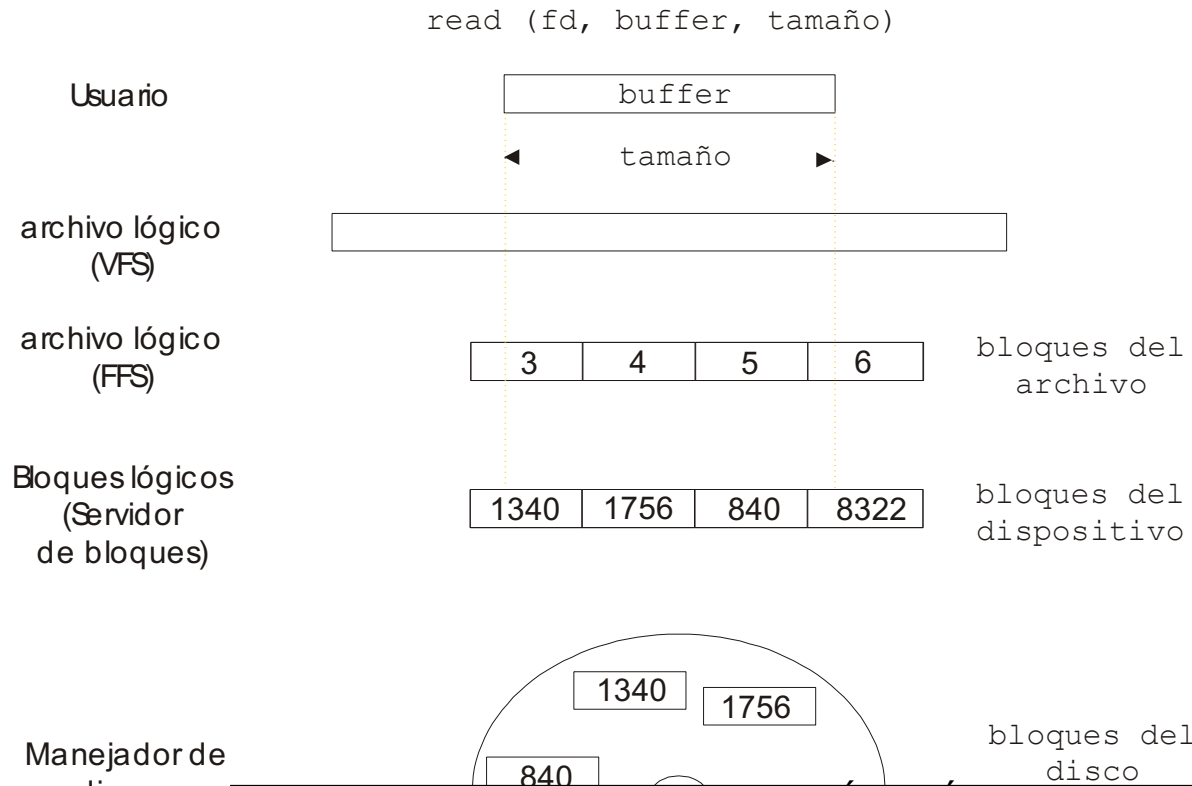 read (fd, buffer, tamaño)
Usuario
buffer
tamaño
archivo lógico
(VFS)
archivo lógico
(FFS)
3 4 5 6
bloques del
archivo
Bloques lógicos
(Servidor
de bloques)
1340 1756 840 8322
bloques del
dispositivo
1340
1756
Manejador de
840
bloques del
disco